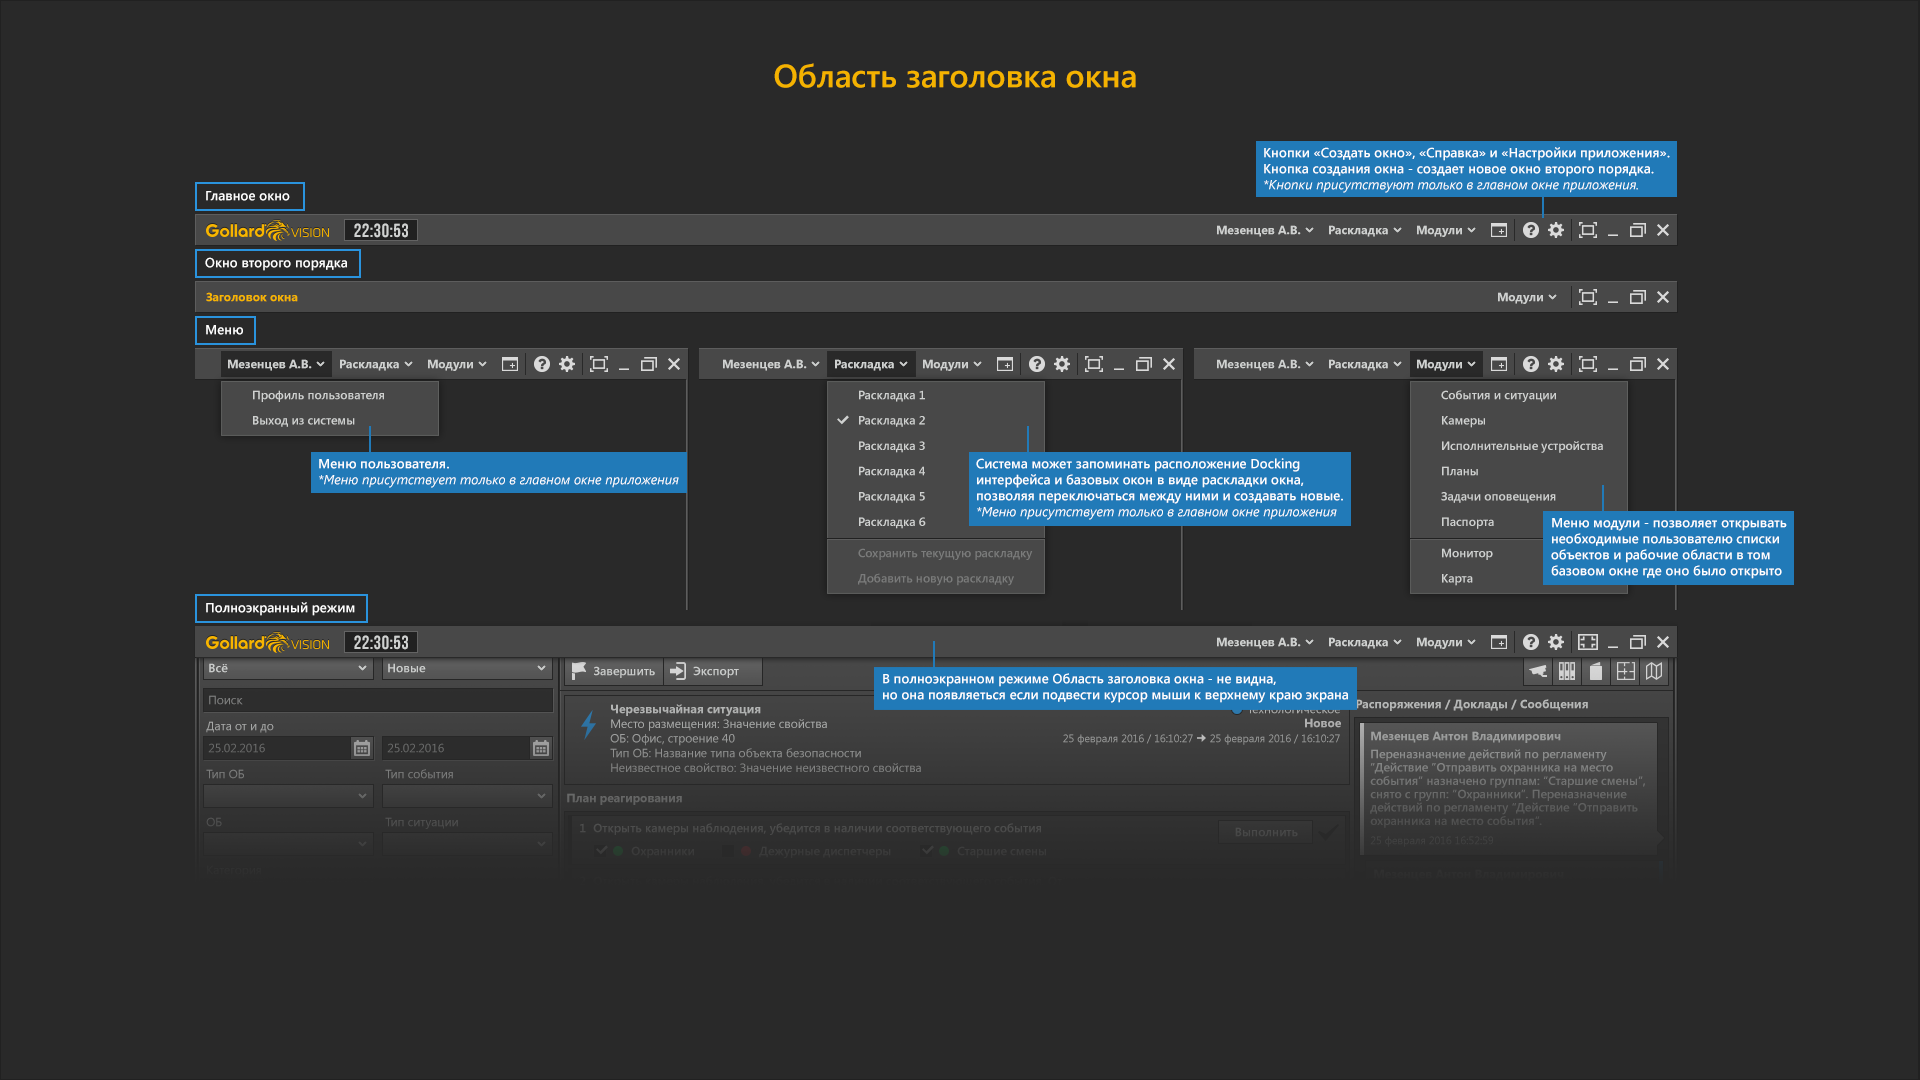 Область заголовка окна
Кнопки «Создать окно», «Справка» и «Настройки приложения».
Кнопка создания окна - создает новое окно второго порядка.
*Кнопки присутствуют только в главном окне приложения.
Главное окно
Gollard VISION 22:30:53 Мезенцев А.В. Раскладка Модули
Окно второго порядка
Заголовок окна Модули
Меню
Мезенцев А.В. Раскладка Модули
Профиль пользователя
Выход из системы
Меню пользователя.
*Меню присутствует только в главном окне приложения
Мезенцев А.В. Раскладка Модули
Раскладка 1
Раскладка 2
Раскладка 3
Раскладка 4
Раскладка 5
Раскладка 6
Сохранить текущую раскладку
Добавить новую раскладку
Система может запоминать расположение Docking
интерфейса и базовых окон в виде раскладки окна,
позволяя переключаться между ними и создавать новые.
*Меню присутствует только в главном окне приложения
Мезенцев А.В. Раскладка Модули
События и ситуации
Камеры
Исполнительные устройства
Планы
Задачи оповещения
Паспорта
Монитор
Карта
Меню модули - позволяет открывать
необходимые пользователю списки
объектов и рабочие области в том
базовом окне где оно было открыто
Полноэкранный режим
Gollard VISION 22:30:53 Мезенцев А.В. Раскладка Модули
В полноэкранном режиме Область заголовка окна - не видна,
но она появляеться если подвести курсор мыши к верхнему краю экрана
Всё Новые
Поиск
Дата от и до
25.02.2016 25.02.2016
Тип ОБ Тип события
ОБ Тип ситуации
Завершить Экспорт
Черезвычайная ситуация
Технологическое
Место размещения: Значение свойства
Новое
ОБ: Офис, строение 40
25 февраля 2016 / 16:10:27 ➔ 25 февраля 2016 / 16:10:27
Тип ОБ: Название типа объекта безопасности
Неизвестное свойство: Значение неизвестного свойства
План реагирования
1 Открыть камеры наблюдения, убедится в наличии соответствующего события
Выполнить
Охранники Дежурные диспетчеры Старшие смены
Распоряжения / Доклады / Сообщения
Мезенцев Антон Владимирович
Переназначение действий по регламенту
"Действие "Отправить охранника на место
события" назначено группам: "Старшие смены",
снято с групп: "Охранники". Переназначение
действий по регламенту "Действие "Отправить
охранника на место события".
25 февраля 2016 16:52:59